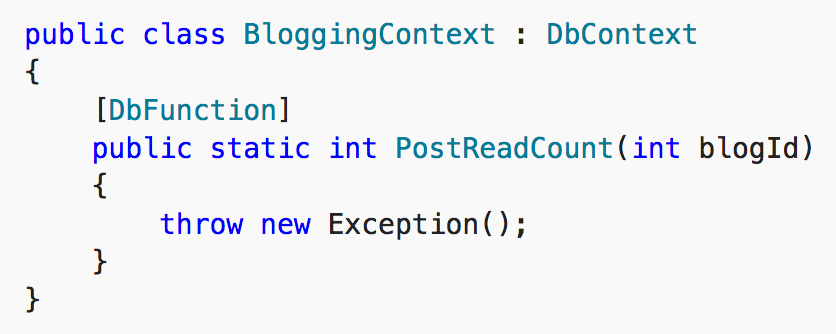 public class BloggingContext : DbContext
{
    [DbFunction]
    public static int PostReadCount(int blogId)
    {
        throw new Exception();
    }
}